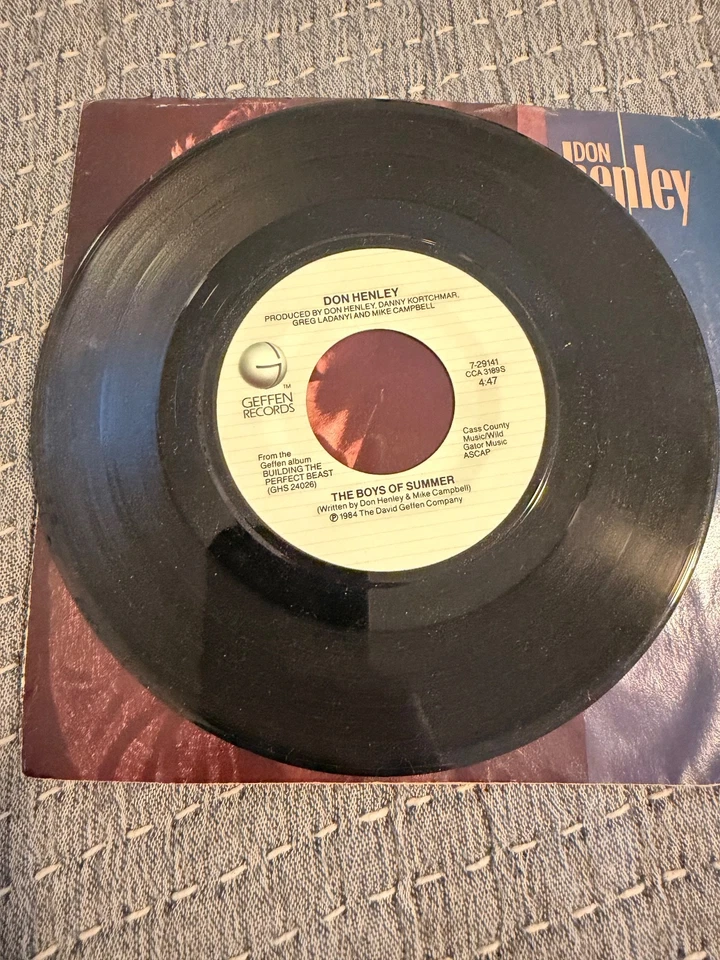 DON
henley
DON HENLEY
PRODUCED BY DON HENLEY, DANNY KORTCHMAR,
GREG LADANYI AND MIKE CAMPBELL
G
TM
GEFFEN
RECORDS
7-29141
CCA 3189S
4:47
From the
Geffen album
BUILDING THE
PERFECT BEAST
(GHS 24026)
Cass County
Music/Wild
Gator Music
ASCAP
THE BOYS OF SUMMER
(Written by Don Henley & Mike Campbell)
℗ 1984 The David Geffen Company